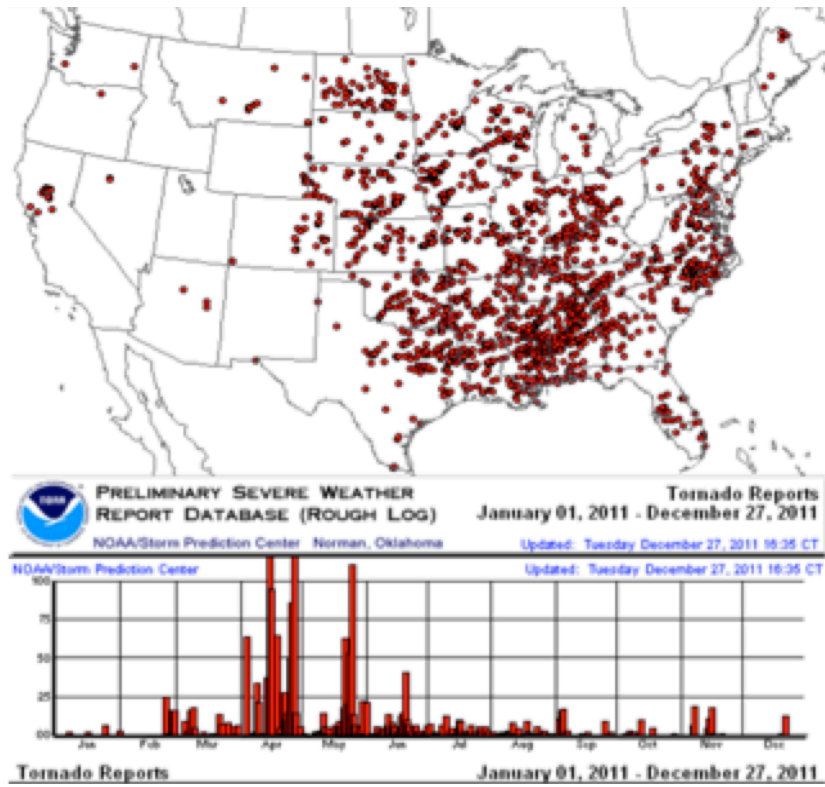 NOAA
PRELIMINARY SEVERE WEATHER
REPORT DATABASE (ROUGH LOG)
NOAA/Storm Prediction Center Norman, Oklahoma
Tornado Reports
January 01, 2011 - December 27, 2011
Updated: Tuesday December 27, 2011 16:35 CT
NOAA/Storm Prediction Center Updated: Tuesday December 27, 2011 16:35 CT
100
75
50
25
00
Jan Feb Mar Apr May Jun Jul Aug Sep Oct Nov Dec
Tornado Reports January 01, 2011 - December 27, 2011